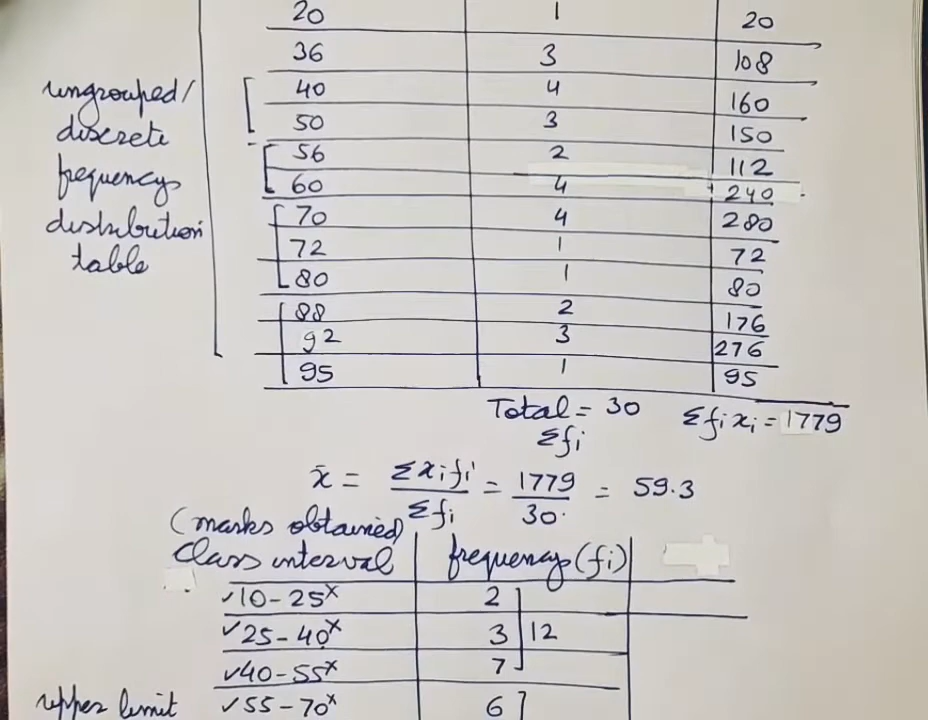 20 1 20
36 3 108
ungrouped/ 40 4 160
discrete 50 3 150
56 2 112
frequency 60 4 240
distribution 70 4 280
table 72 1 72
80 1 80
88 2 176
92 3 276
95 1 95
Total = 30 Σfixi = 1779
Σfi
x̄ = Σxifi / Σfi = 1779 / 30 = 59.3
(marks obtained)
Class interval frequency (fi)
✓10-25× 2
✓25-40× 3 12
✓40-55× 7
upper limit ✓55-70× 6